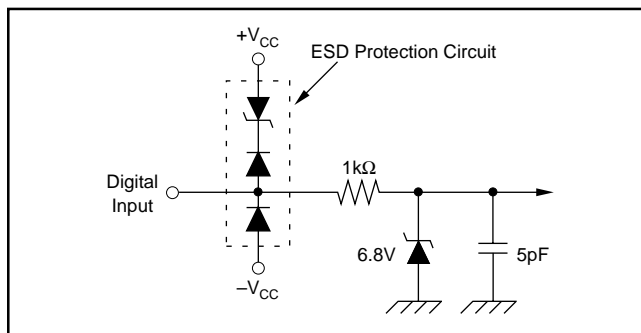 +VCC
ESD Protection Circuit
1kΩ
Digital
Input
6.8V
5pF
–VCC